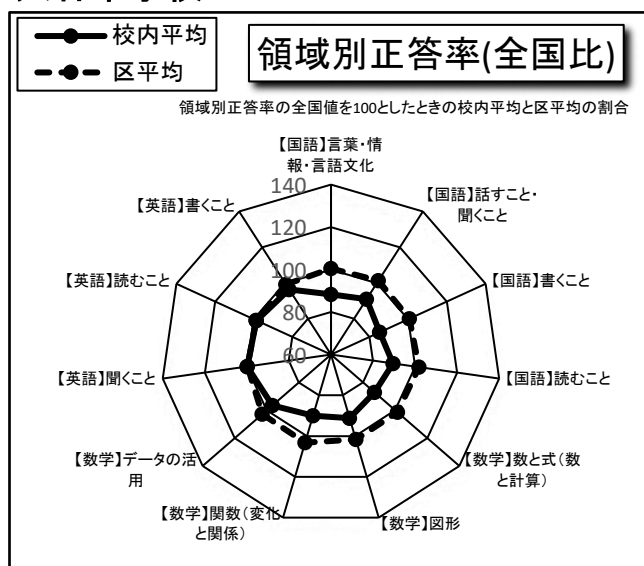 校内平均
区平均
領域別正答率(全国比)
領域別正答率の全国値を100としたときの校内平均と区平均の割合
【国語】言葉・情
報・言語文化
【国語】話すこと・
聞くこと
【国語】書くこと
【国語】読むこと
【数学】数と式(数
と計算)
【数学】図形
【数学】関数(変化
と関係)
【数学】データの活
用
【英語】聞くこと
【英語】読むこと
【英語】書くこと
140
120
100
80
60